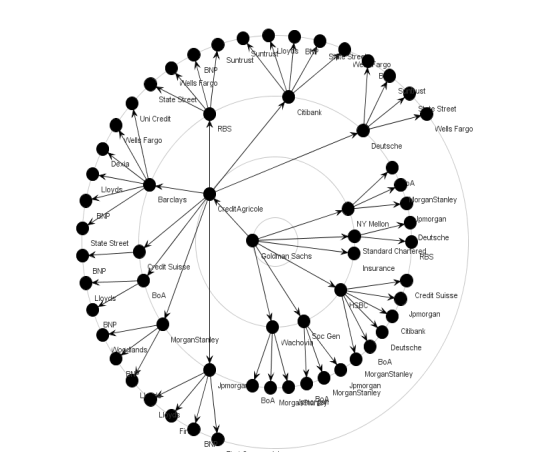 Suntrust
Lloyds
BNP
State Street
Wells Fargo
BNP
Suntrust
State Street
Wells Fargo
Suntrust
BNP
Wells Fargo
State Street
Uni Credit
Wells Fargo
Dexia
Lloyds
BNP
State Street
BNP
Lloyds
BNP
RBS
Citibank
Deutsche
Barclays
CreditAgricole
Goldman Sachs
BoA
MorganStanley
Jpmorgan
Deutsche
RBS
NY Mellon
Standard Chartered
Insurance
HSBC
Credit Suisse
Jpmorgan
Citibank
Deutsche
BoA
MorganStanley
Jpmorgan
MorganStanley
BoA
Soc Gen
Wachovia
BoA
MorganStanley
Credit Suisse
BoA
MorganStanley
Jpmorgan
Lloyds
BNP